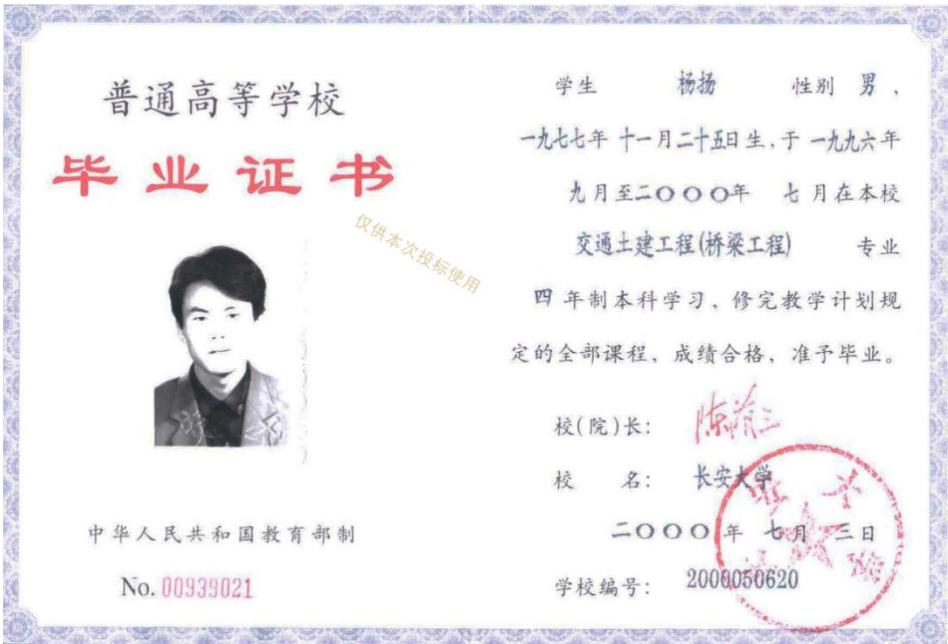 普通高等学校
毕业证书
仅供本次投标使用
中华人民共和国教育部制
No. 00939021
学生 杨扬 性别 男，
一九七七年 十一月二十五日生，于 一九九六年
九月至二〇〇〇年 七月在本校
交通土建工程(桥梁工程) 专业
四 年制本科学习，修完教学计划规
定的全部课程，成绩合格，准予毕业。
校(院)长：
校 名： 长安大学
二〇〇〇年 七月 三日
学校编号： 2000050620